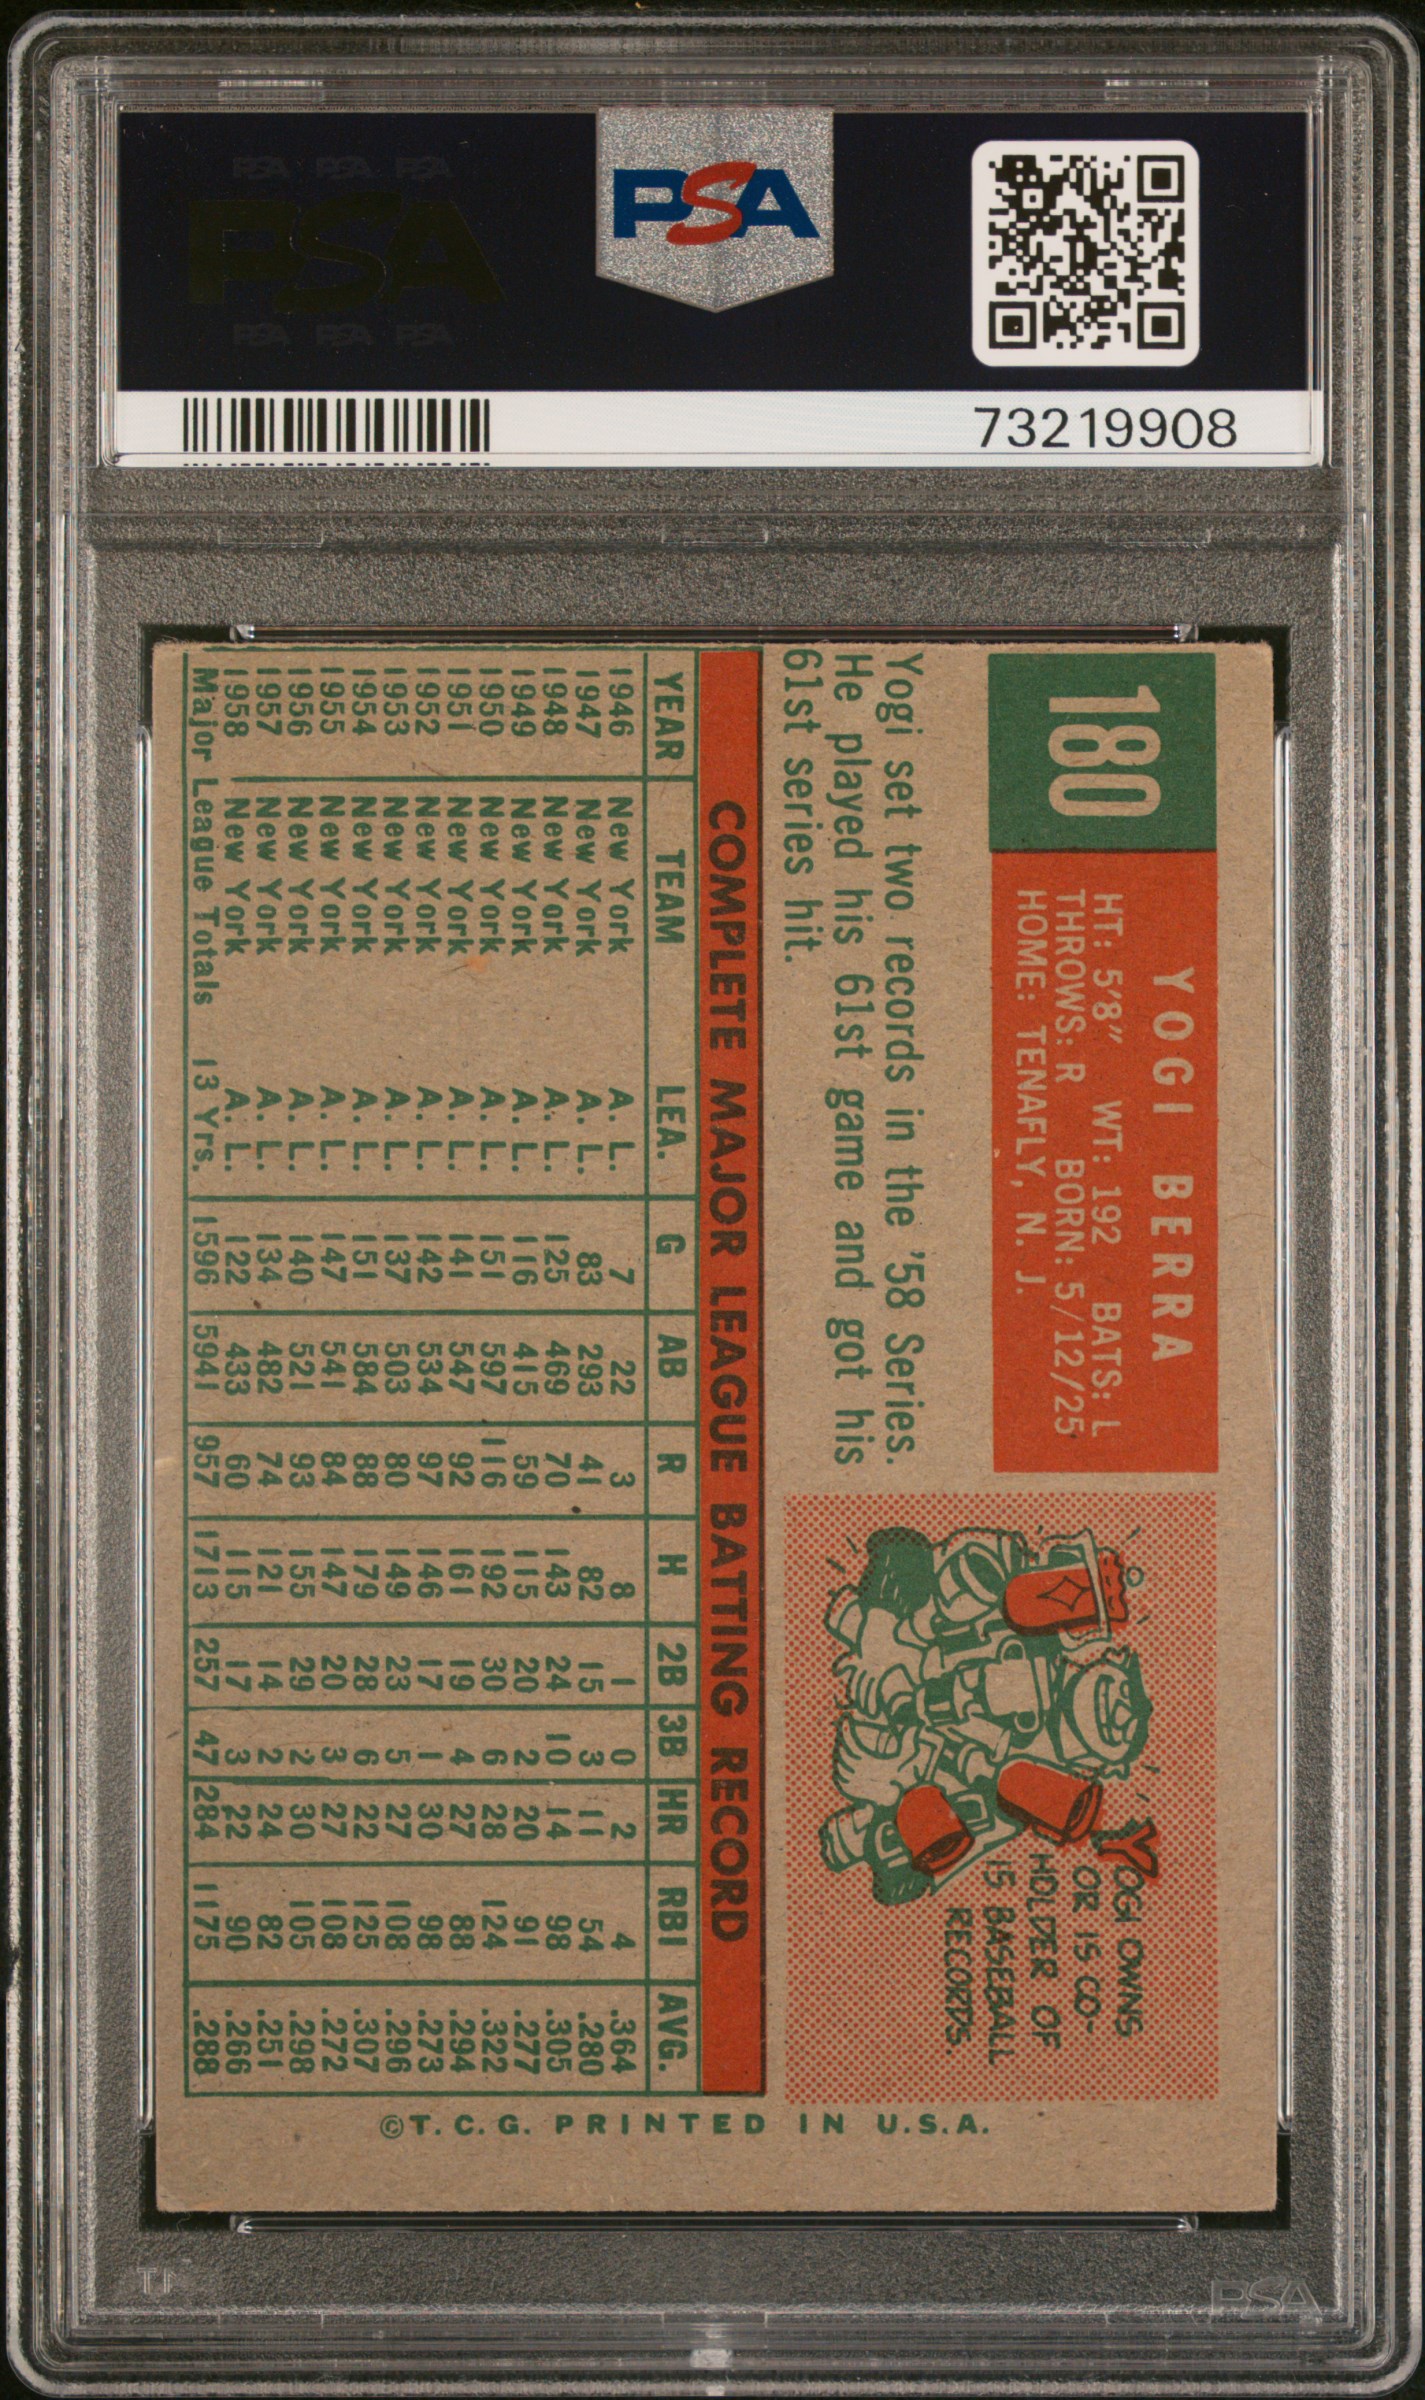 PSA PSA PSA
PSA
PSA PSA PSA
PSA
73219908
180
YOGI BERRA
HT: 5'8" WT: 192 BATS: L
THROWS: R BORN: 5/12/25
HOME: TENAFLY, N. J.
Yogi set two records in the '58 Series.
He played his 61st game and got his
61st series hit.
YOGI OWNS
OR IS CO-
HOLDER OF
15 BASEBALL
RECORDS.
COMPLETE MAJOR LEAGUE BATTING RECORD
YEAR TEAM LEA. G AB R H 2B 3B HR RBI AVG.
1946 New York A. L. 7 22 3 8 1 0 2 4 .364
1947 New York A. L. 83 293 41 82 15 3 11 54 .280
1948 New York A. L. 125 469 70 143 24 10 14 98 .305
1949 New York A. L. 116 415 59 115 20 2 20 91 .277
1950 New York A. L. 151 597 116 192 30 6 28 124 .322
1951 New York A. L. 141 547 92 161 19 4 27 88 .294
1952 New York A. L. 142 534 97 146 17 1 30 98 .273
1953 New York A. L. 137 503 80 149 23 5 27 108 .296
1954 New York A. L. 151 584 88 179 28 6 22 125 .307
1955 New York A. L. 147 541 84 147 20 3 27 108 .272
1956 New York A. L. 140 521 93 155 29 2 30 105 .298
1957 New York A. L. 134 482 74 121 14 2 24 82 .251
1958 New York A. L. 122 433 60 115 17 3 22 90 .266
Major League Totals 13 Yrs. 1596 5941 957 1713 257 47 284 1175 .288
©T.C.G. PRINTED IN U.S.A.
PSA